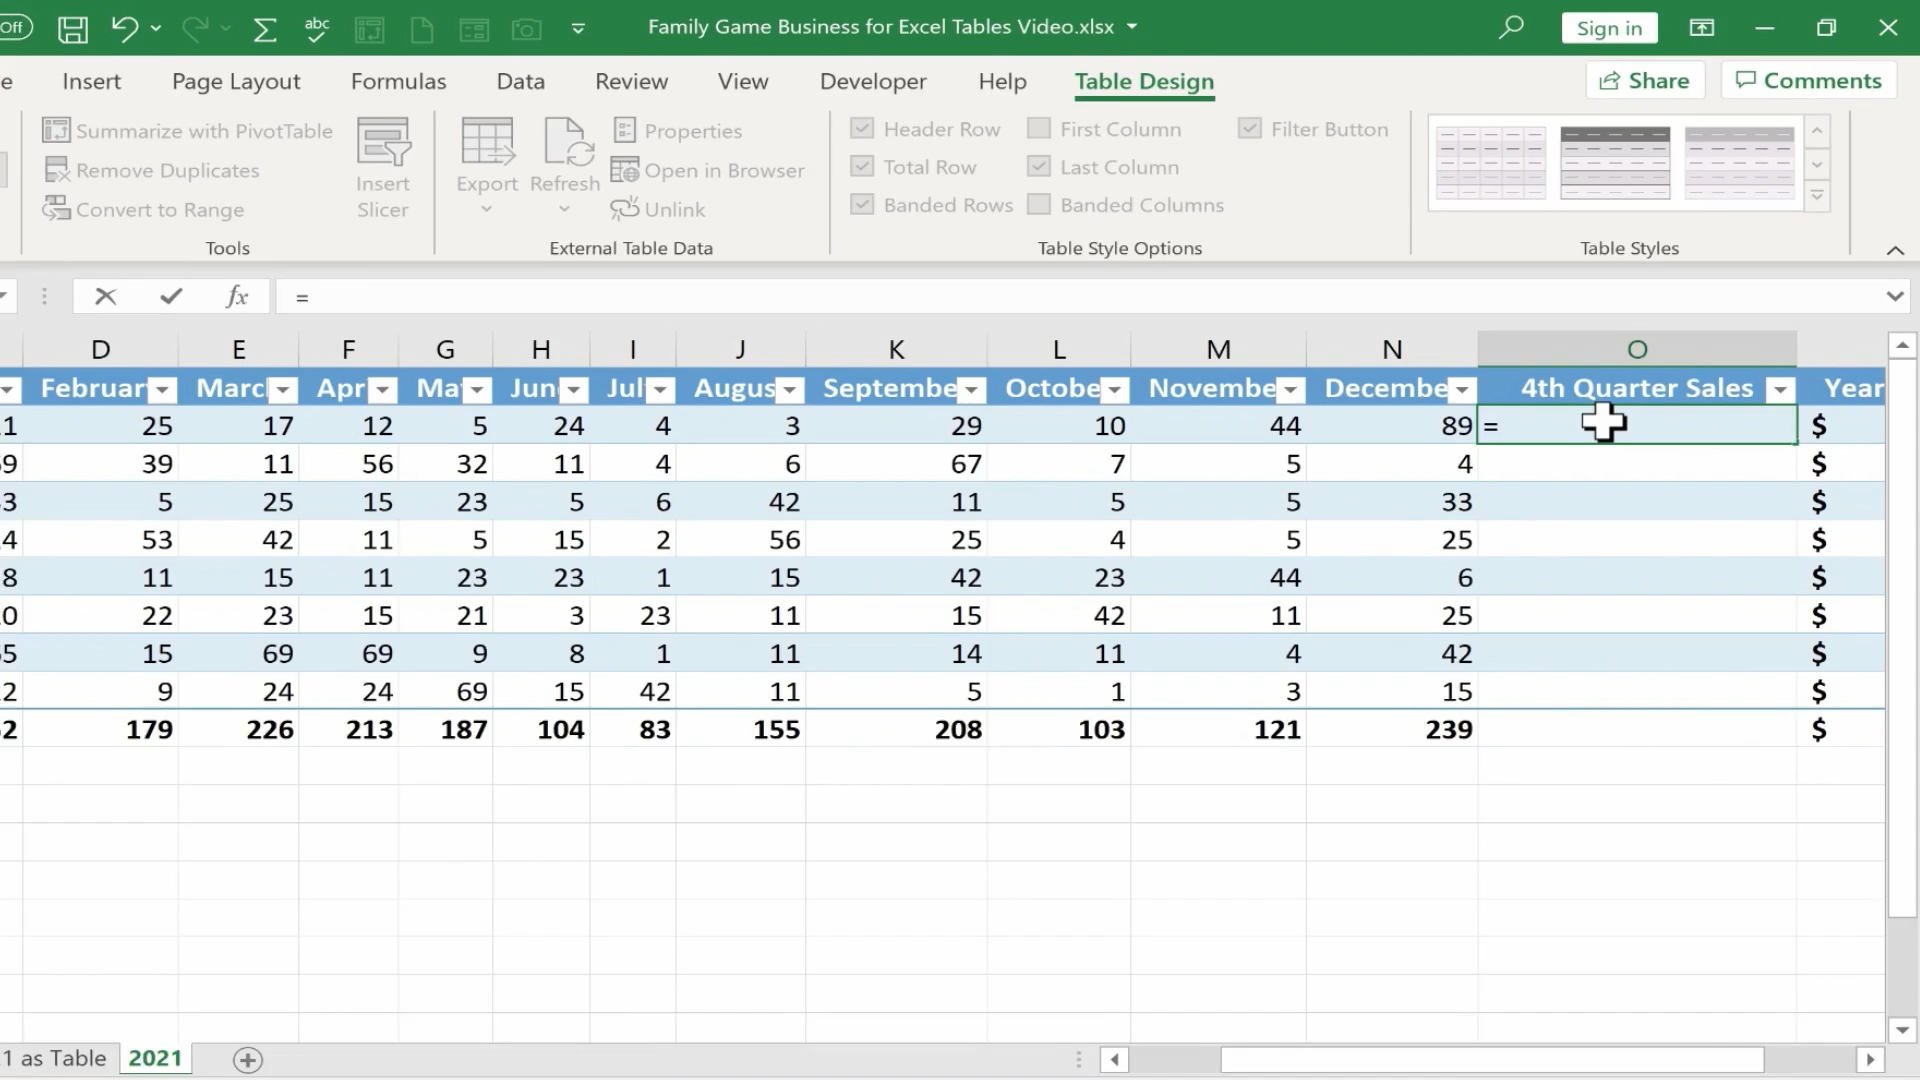 Off abc Family Game Business for Excel Tables Video.xlsx Sign in
e Insert Page Layout Formulas Data Review View Developer Help Table Design Share Comments
Summarize with PivotTable Properties Header Row First Column Filter Button
Remove Duplicates Insert Slicer Export Refresh Open in Browser Total Row Last Column
Convert to Range Unlink Banded Rows Banded Columns
Tools External Table Data Table Style Options Table Styles
fx =
D E F G H I J K L M N O
Februar Marcl Apr Ma Jun Jul Augus Septembe Octobe Novembe Decembe 4th Quarter Sales Year
1 25 17 12 5 24 4 3 29 10 44 89 = $
9 39 11 56 32 11 4 6 67 7 5 4 $
3 5 25 15 23 5 6 42 11 5 5 33 $
4 53 42 11 5 15 2 56 25 4 5 25 $
8 11 15 11 23 23 1 15 42 23 44 6 $
0 22 23 15 21 3 23 11 15 42 11 25 $
5 15 69 69 9 8 1 11 14 11 4 42 $
2 9 24 24 69 15 42 11 5 1 3 15 $
2 179 226 213 187 104 83 155 208 103 121 239 $
1 as Table 2021